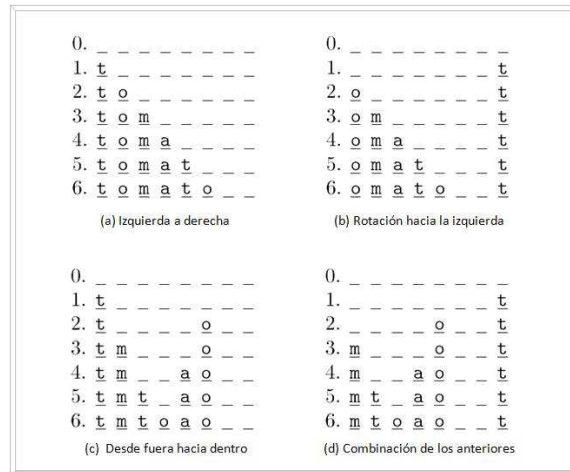 0. _ _ _ _ _ _ _ _
1. t _ _ _ _ _ _ _
2. t o _ _ _ _ _ _
3. t o m _ _ _ _ _
4. t o m a _ _ _ _
5. t o m a t _ _ _
6. t o m a t o _ _
(a) Izquierda a derecha
0. _ _ _ _ _ _ _ _
1. _ _ _ _ _ _ _ t
2. o _ _ _ _ _ _ t
3. o m _ _ _ _ _ t
4. o m a _ _ _ _ t
5. o m a t _ _ _ t
6. o m a t o _ _ t
(b) Rotación hacia la izquierda
0. _ _ _ _ _ _ _ _
1. t _ _ _ _ _ _ _
2. t _ _ _ _ o _ _
3. t m _ _ _ o _ _
4. t m _ _ a o _ _
5. t m t _ a o _ _
6. t m t o a o _ _
(c) Desde fuera hacia dentro
0. _ _ _ _ _ _ _ _
1. _ _ _ _ _ _ _ t
2. _ _ _ _ o _ _ t
3. m _ _ _ o _ _ t
4. m _ _ a o _ _ t
5. m t _ a o _ _ t
6. m t o a o _ _ t
(d) Combinación de los anteriores